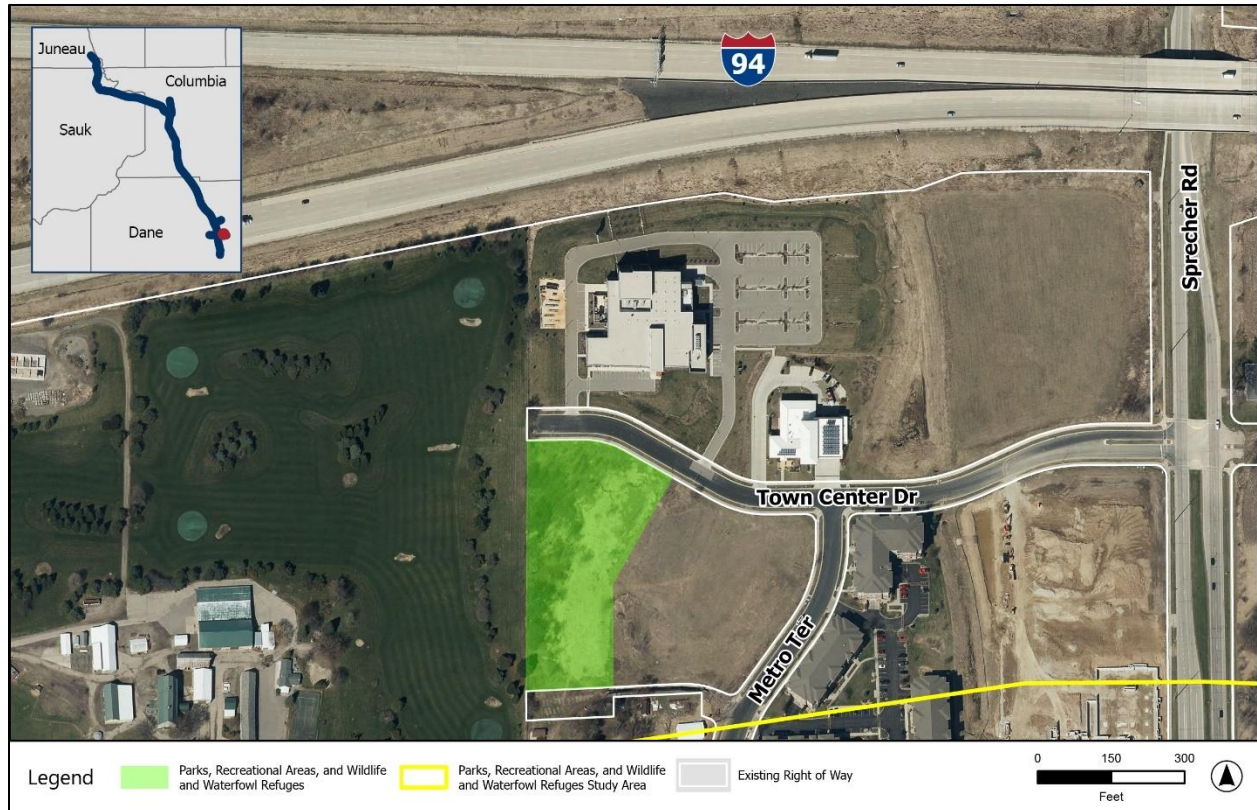 Juneau
Columbia
Sauk
Dane
94
Sprecher Rd
Town Center Dr
Metro Ter
Legend
Parks, Recreational Areas, and Wildlife
and Waterfowl Refuges
Parks, Recreational Areas, and Wildlife
and Waterfowl Refuges Study Area
Existing Right of Way
0 150 300
Feet